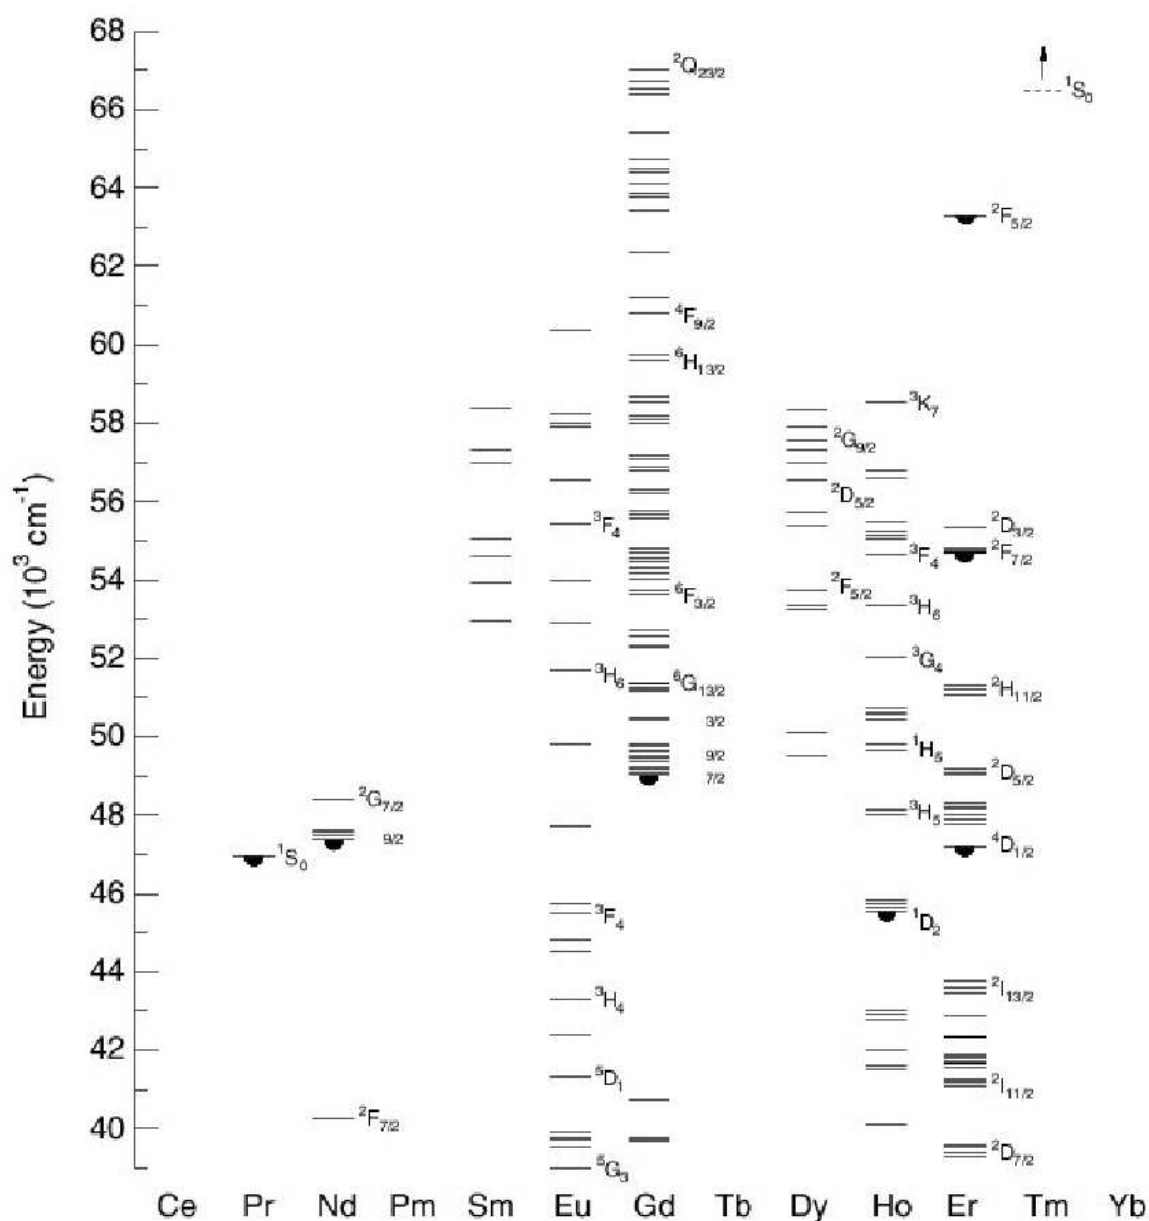 68
66
64
62
60
58
56
54
52
50
48
46
44
42
40
Energy (10³ cm⁻¹)
¹S₀
²G₇/₂
9/2
²F₇/₂
³F₄
³H₆
³F₄
³H₄
⁵D₁
⁵G₃
²Q₂₃/₂
⁴F₉/₂
⁶H₁₃/₂
⁶F₃/₂
⁶G₁₃/₂
3/2
9/2
7/2
²G₉/₂
²D₅/₂
²F₅/₂
³K₇
³F₄
³H₆
³G₄
¹H₅
³H₅
¹D₂
²F₅/₂
²D₃/₂
²F₇/₂
²H₁₁/₂
²D₅/₂
⁴D₁/₂
²I₁₃/₂
²I₁₁/₂
²D₇/₂
¹S₀
Ce Pr Nd Pm Sm Eu Gd Tb Dy Ho Er Tm Yb